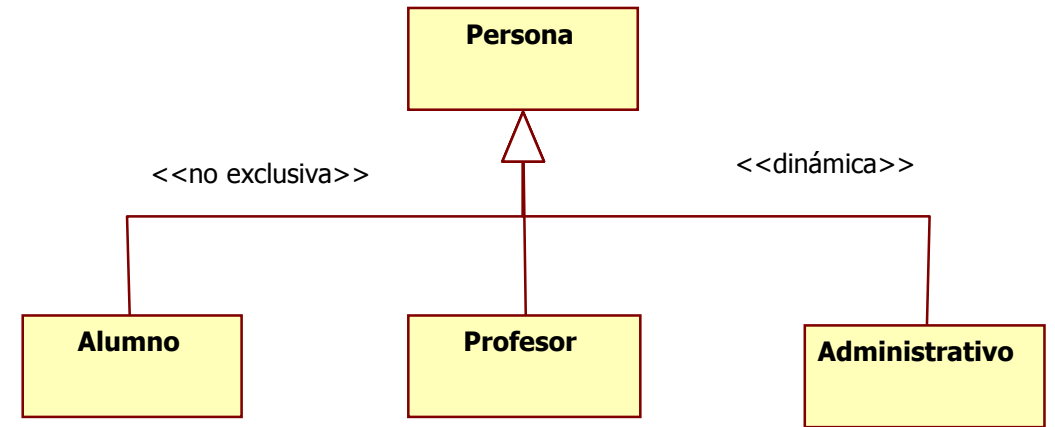 Persona
<<no exclusiva>>
<<dinámica>>
Alumno
Profesor
Administrativo